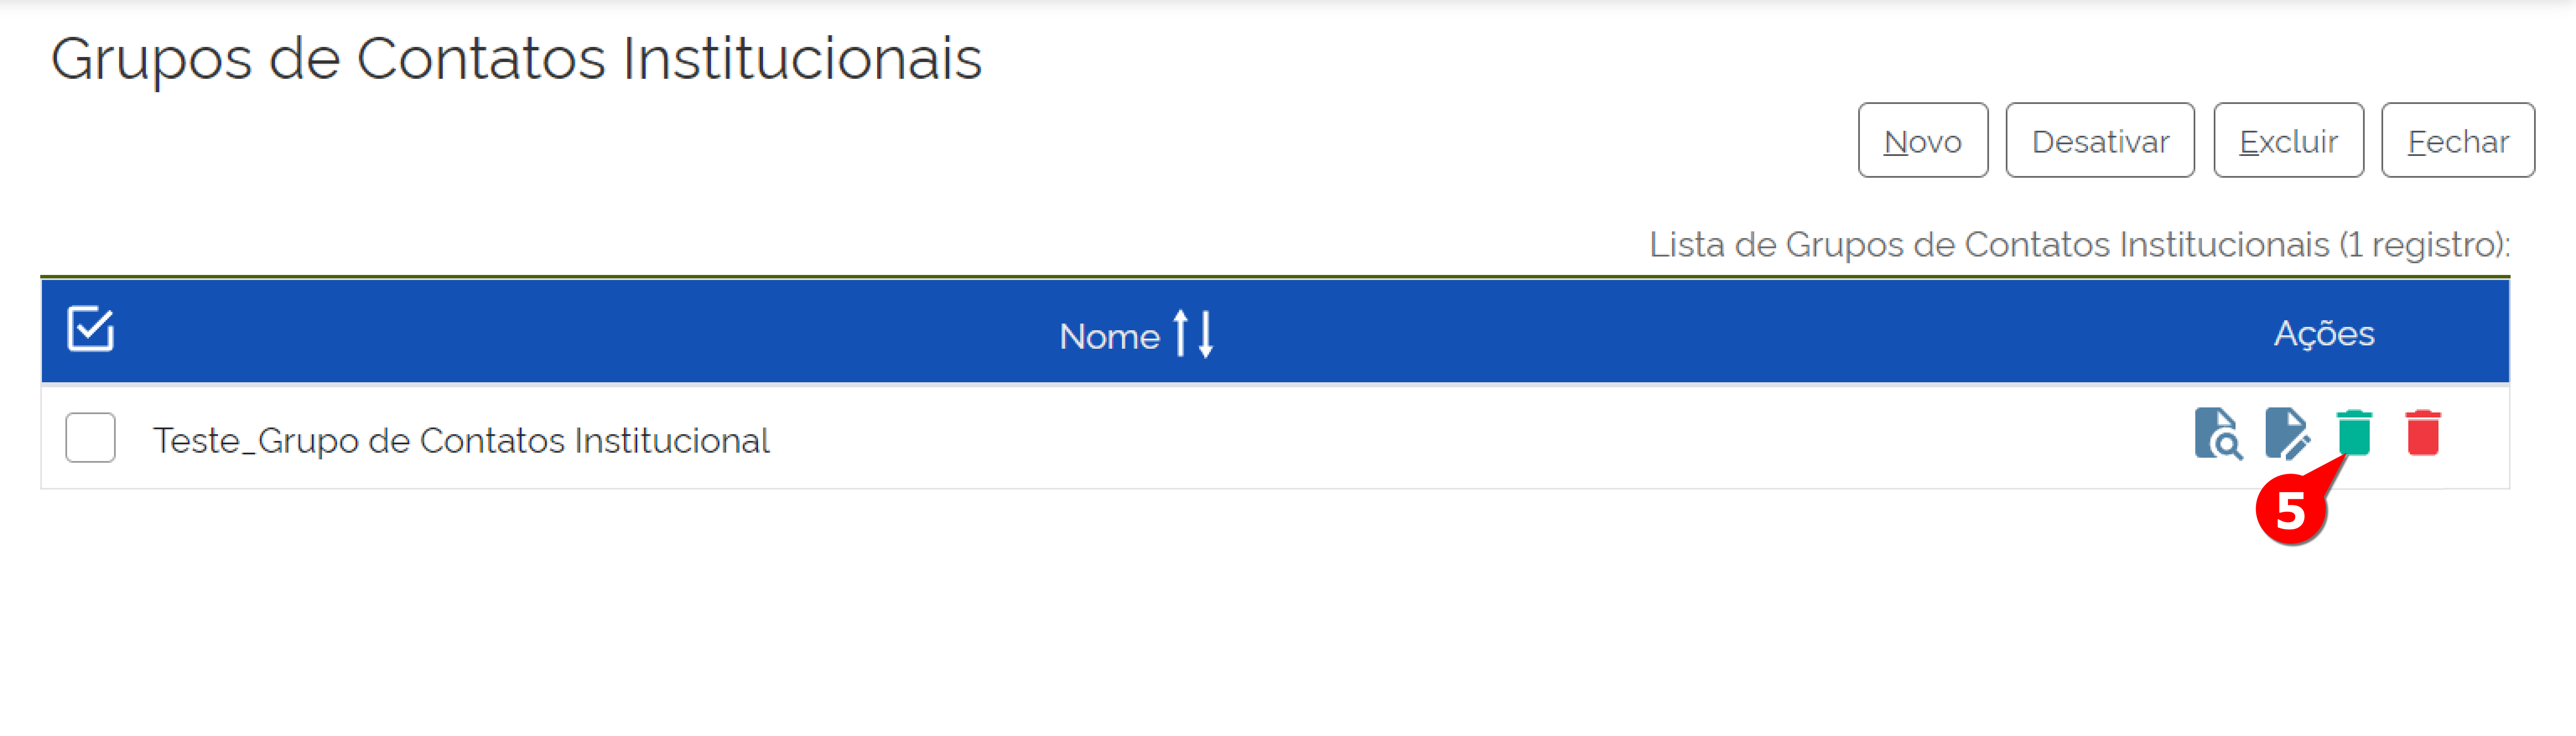 Grupos de Contatos Institucionais
Novo Desativar Excluir Fechar
Lista de Grupos de Contatos Institucionais (1 registro):
Nome Ações
Teste_Grupo de Contatos Institucional
5